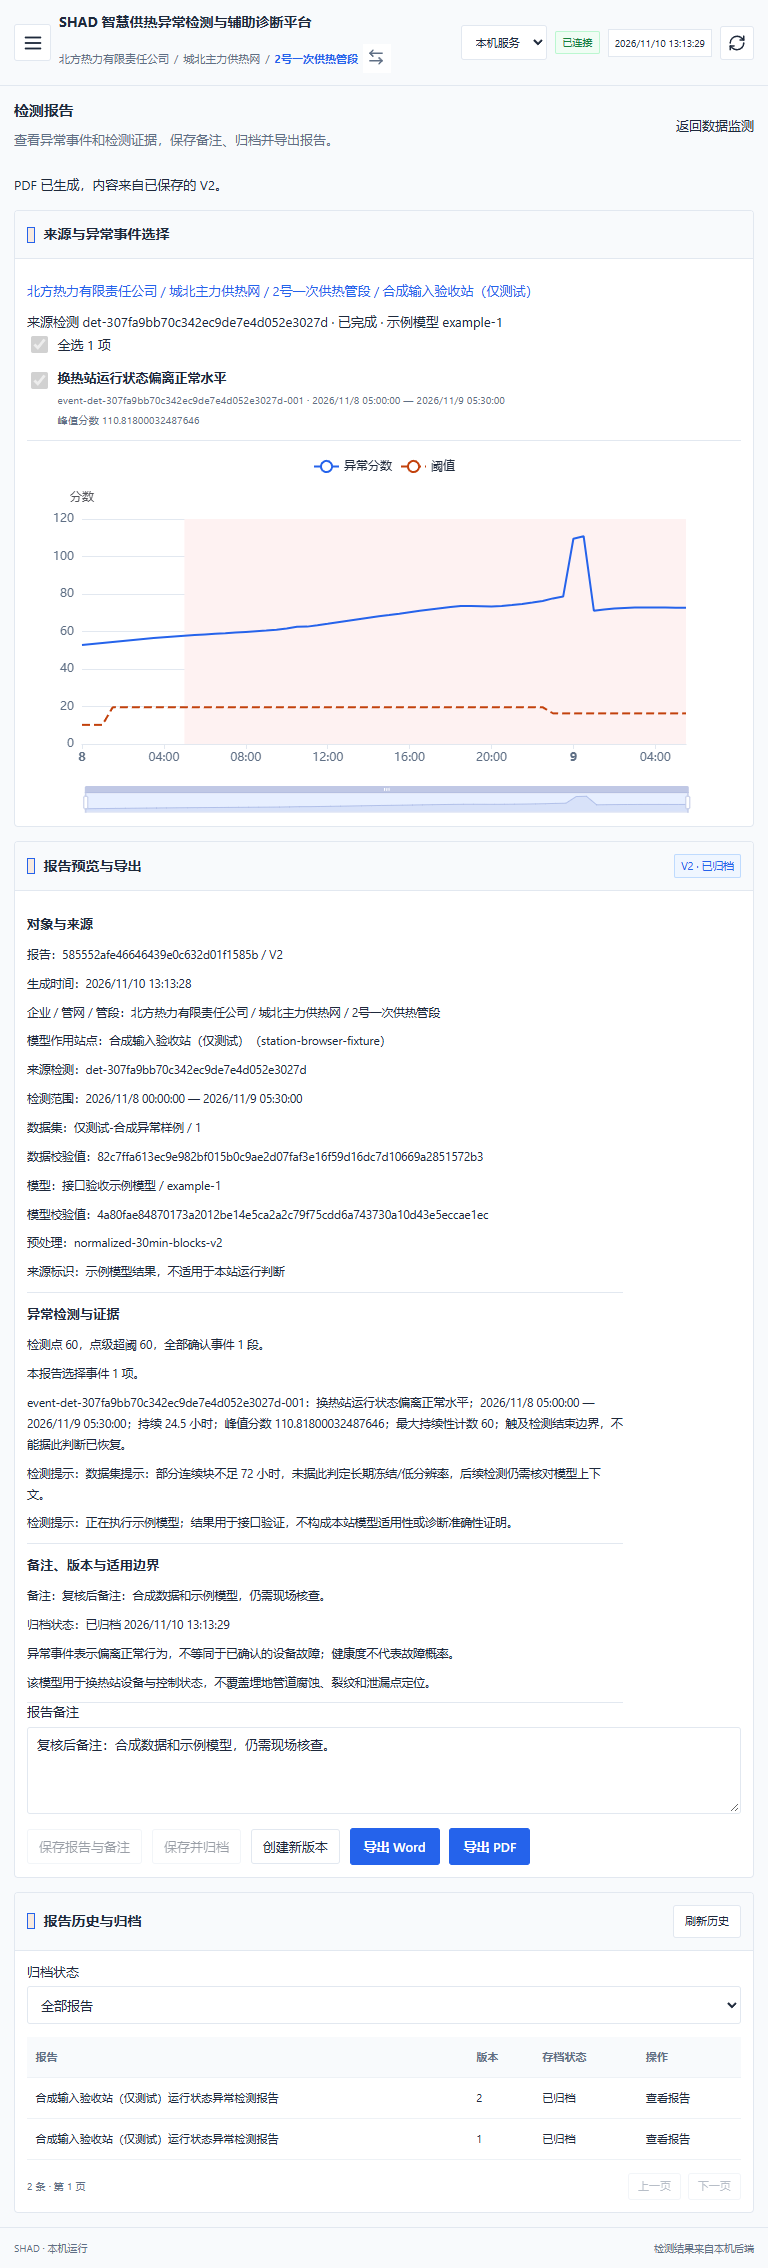 SHAD 智慧供热异常检测与辅助诊断平台
北方热力有限责任公司 / 城北主力供热网 / 2号一次供热管段
本机服务
已连接
2026/11/10 13:13:29
检测报告
查看异常事件和检测证据，保存备注、归档并导出报告。
返回数据监测
PDF 已生成，内容来自已保存的 V2。
来源与异常事件选择
北方热力有限责任公司 / 城北主力供热网 / 2号一次供热管段 / 合成输入验收站（仅测试）
来源检测 det-307fa9bb70c342ec9de7e4d052e3027d · 已完成 · 示例模型 example-1
全选 1 项
换热站运行状态偏离正常水平
event-det-307fa9bb70c342ec9de7e4d052e3027d-001 · 2026/11/8 05:00:00 — 2026/11/9 05:30:00
峰值分数 110.81800032487646
异常分数 阈值
分数
120
100
80
60
40
20
0
8 04:00 08:00 12:00 16:00 20:00 9 04:00
报告预览与导出
V2 · 已归档
对象与来源
报告：585552afe46646439e0c632d01f1585b / V2
生成时间：2026/11/10 13:13:28
企业 / 管网 / 管段：北方热力有限责任公司 / 城北主力供热网 / 2号一次供热管段
模型作用站点：合成输入验收站（仅测试）（station-browser-fixture）
来源检测：det-307fa9bb70c342ec9de7e4d052e3027d
检测范围：2026/11/8 00:00:00 — 2026/11/9 05:30:00
数据集：仅测试-合成异常样例 / 1
数据校验值：82c7ffa613ec9e982bf015b0c9ae2d07faf3e16f59d16dc7d10669a2851572b3
模型：接口验收示例模型 / example-1
模型校验值：4a80fae84870173a2012be14e5ca2a2c79f75cdd6a743730a10d43e5eccae1ec
预处理：normalized-30min-blocks-v2
来源标识：示例模型结果，不适用于本站运行判断
异常检测与证据
检测点 60，点级超阈 60，全部确认事件 1 段。
本报告选择事件 1 项。
event-det-307fa9bb70c342ec9de7e4d052e3027d-001：换热站运行状态偏离正常水平；2026/11/8 05:00:00 —
2026/11/9 05:30:00；持续 24.5 小时；峰值分数 110.81800032487646；最大持续性计数 60；触及检测结束边界，不
能据此判断已恢复。
检测提示：数据集提示：部分连续块不足 72 小时，未据此判定长期冻结/低分辨率，后续检测仍需核对模型上下
文。
检测提示：正在执行示例模型；结果用于接口验证，不构成本站模型适用性或诊断准确性证明。
备注、版本与适用边界
备注：复核后备注：合成数据和示例模型，仍需现场核查。
归档状态：已归档 2026/11/10 13:13:29
异常事件表示偏离正常行为，不等同于已确认的设备故障；健康度不代表故障概率。
该模型用于换热站设备与控制状态，不覆盖埋地管道腐蚀、裂纹和泄漏点定位。
报告备注
复核后备注：合成数据和示例模型，仍需现场核查。
保存报告与备注 保存并归档 创建新版本 导出 Word 导出 PDF
报告历史与归档
刷新历史
归档状态
全部报告
报告 版本 存档状态 操作
合成输入验收站（仅测试）运行状态异常检测报告 2 已归档 查看报告
合成输入验收站（仅测试）运行状态异常检测报告 1 已归档 查看报告
2 条 · 第 1 页
上一页 下一页
SHAD · 本机运行
检测结果来自本机后端